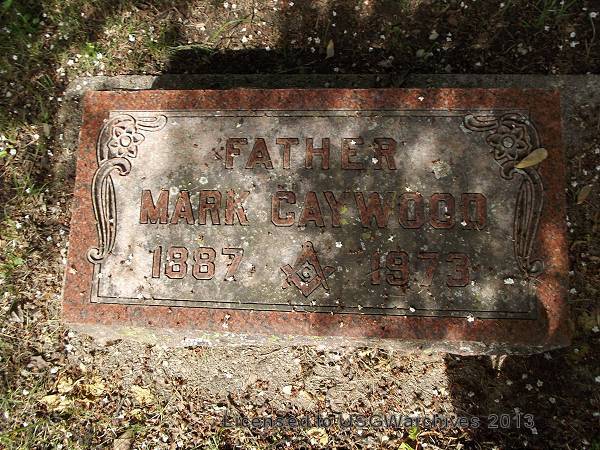 FATHER
MARK CAYWOOD
1887 G 1973
Licensed to USGWarchives 2013